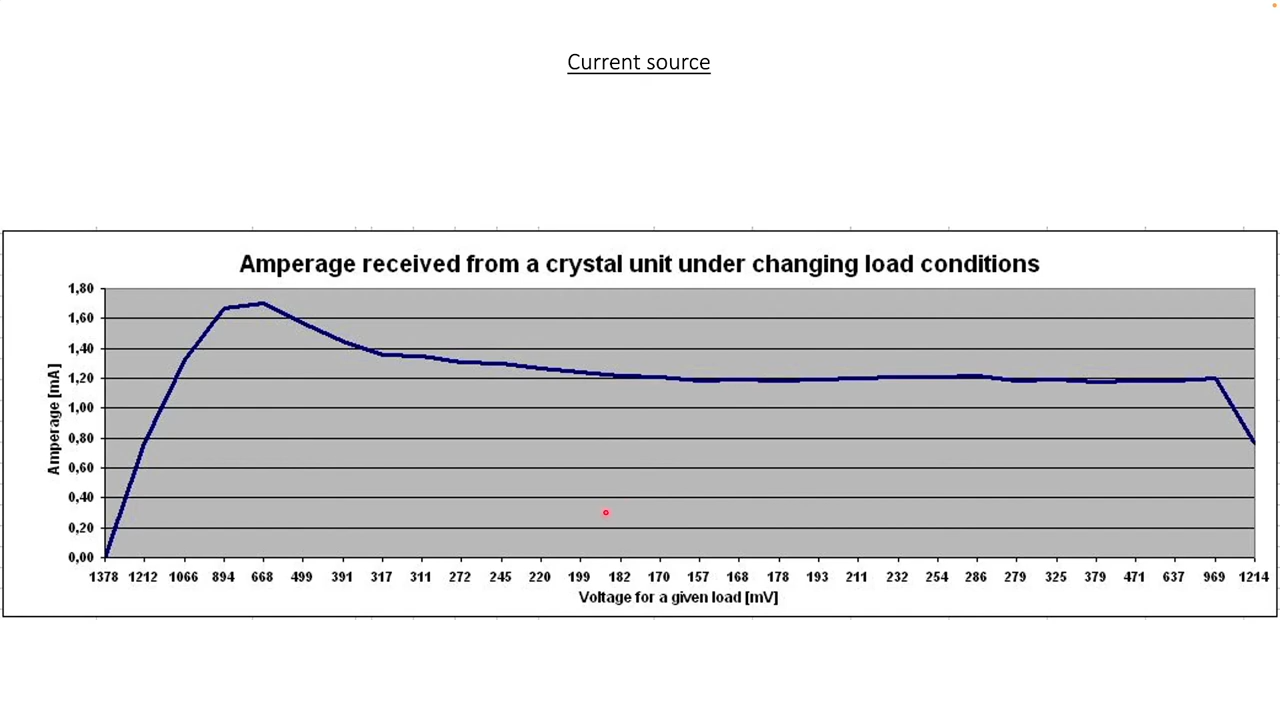 Current source
Amperage received from a crystal unit under changing load conditions
1,80
1,60
1,40
1,20
1,00
0,80
0,60
0,40
0,20
0,00
Amperage [mA]
1378 1212 1066 894 668 499 391 317 311 272 245 220 199 182 170 157 168 178 193 211 232 254 286 279 325 379 471 637 969 1214
Voltage for a given load [mV]